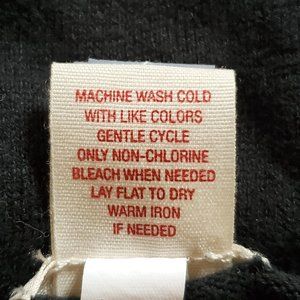 MACHINE WASH COLD
WITH LIKE COLORS
GENTLE CYCLE
ONLY NON-CHLORINE
BLEACH WHEN NEEDED
LAY FLAT TO DRY
WARM IRON
IF NEEDED